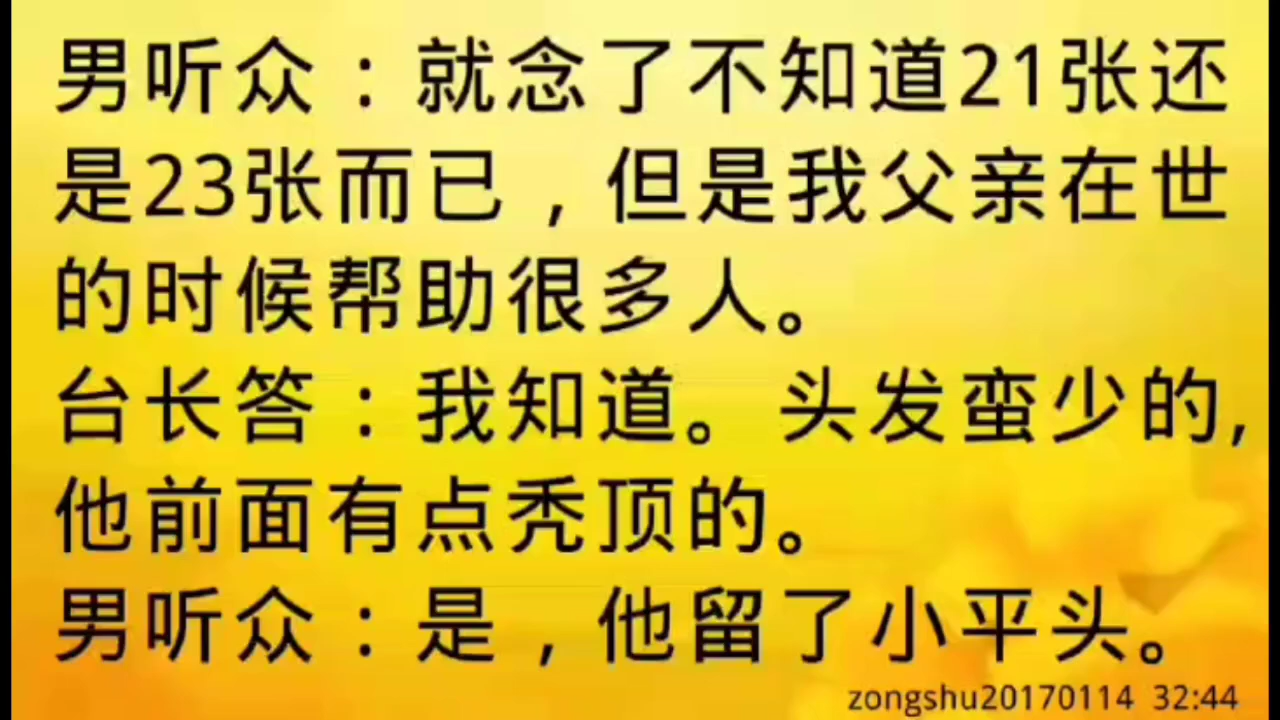 男听众：就念了不知道21张还
是23张而已，但是我父亲在世
的时候帮助很多人。
台长答：我知道。头发蛮少的,
他前面有点秃顶的。
男听众：是，他留了小平头。
zongshu20170114 32:44